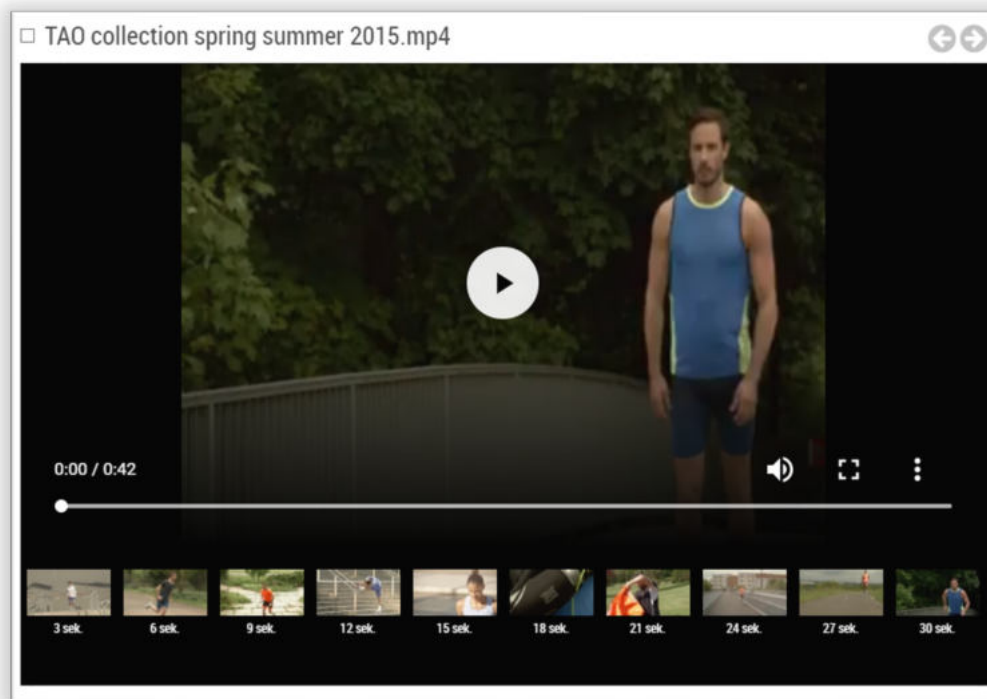 TAO collection spring summer 2015.mp4
0:00 / 0:42
3 sek. 6 sek. 9 sek. 12 sek. 15 sek. 18 sek. 21 sek. 24 sek. 27 sek. 30 sek.